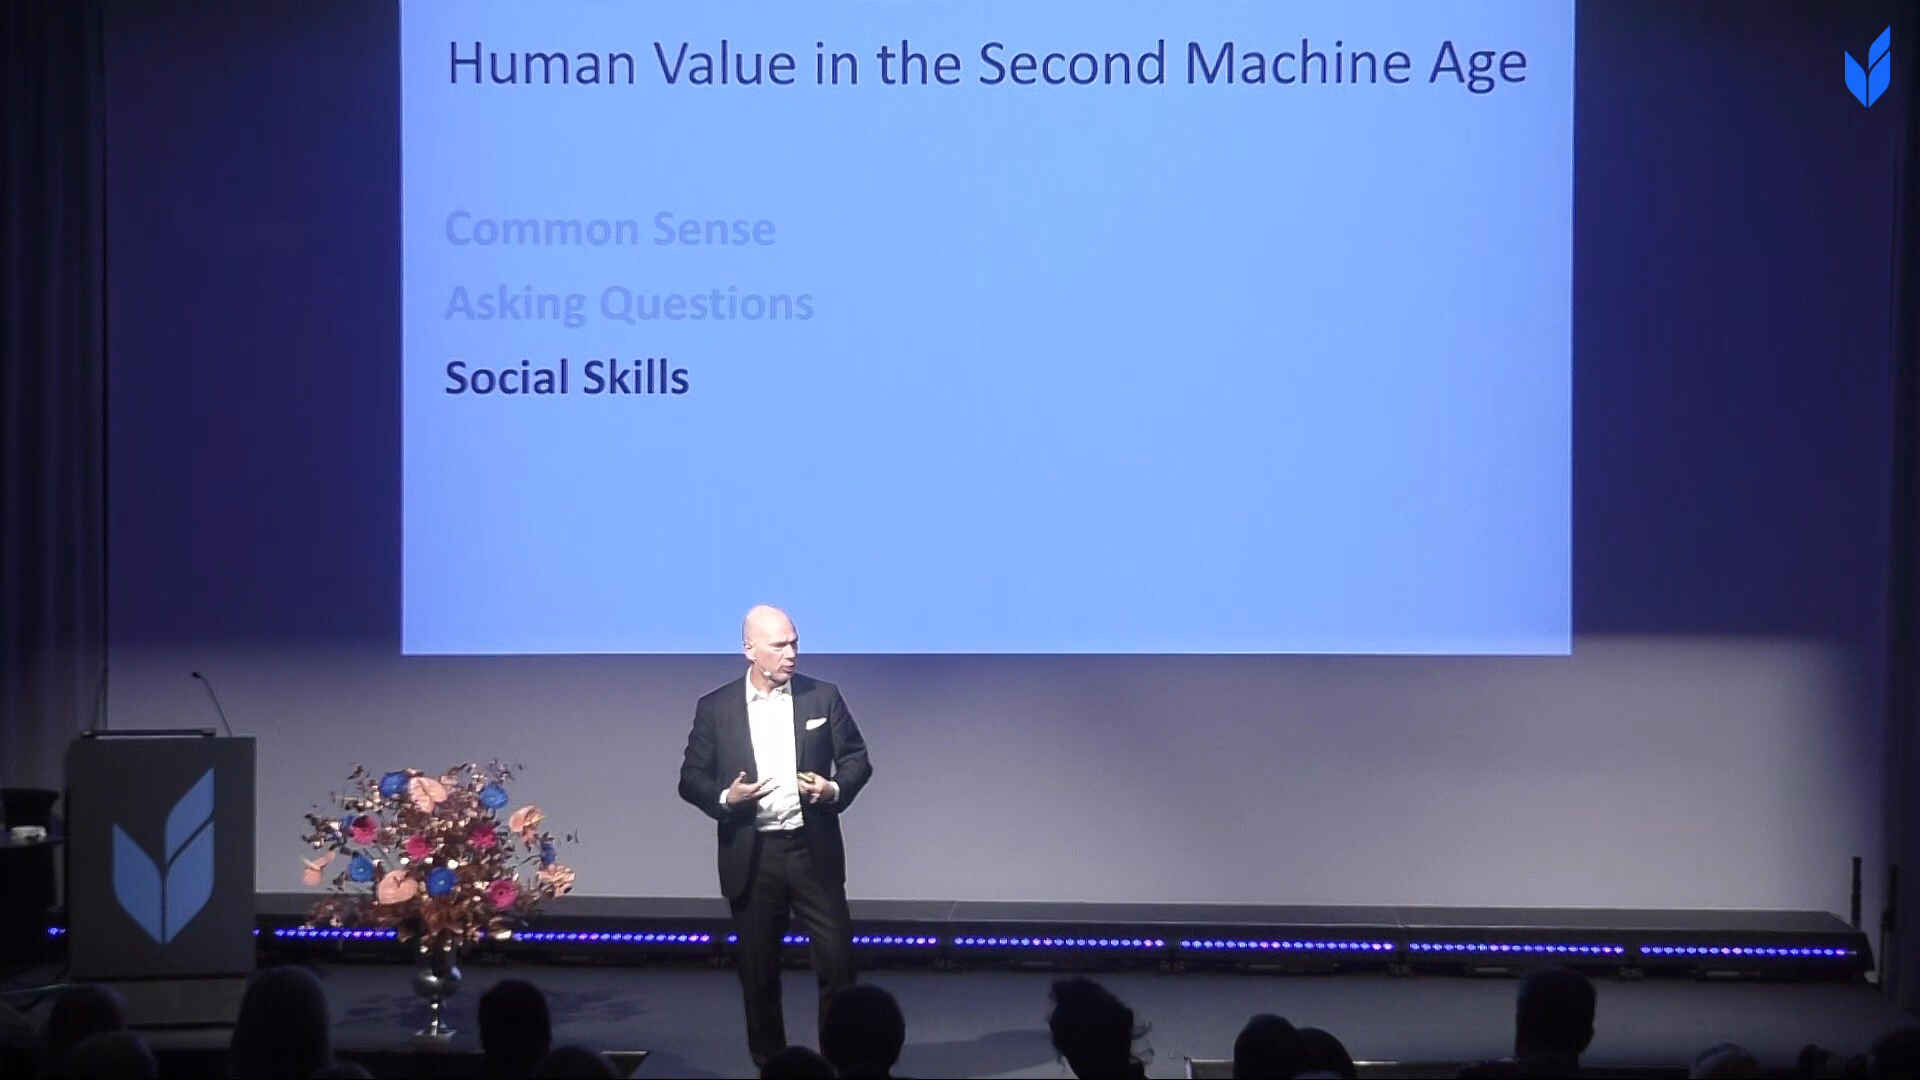 Human Value in the Second Machine Age
Common Sense
Asking Questions
Social Skills